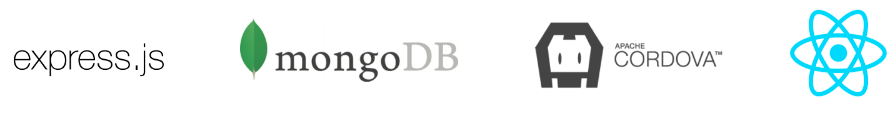 express.js
mongoDB
APACHE
CORDOVA™